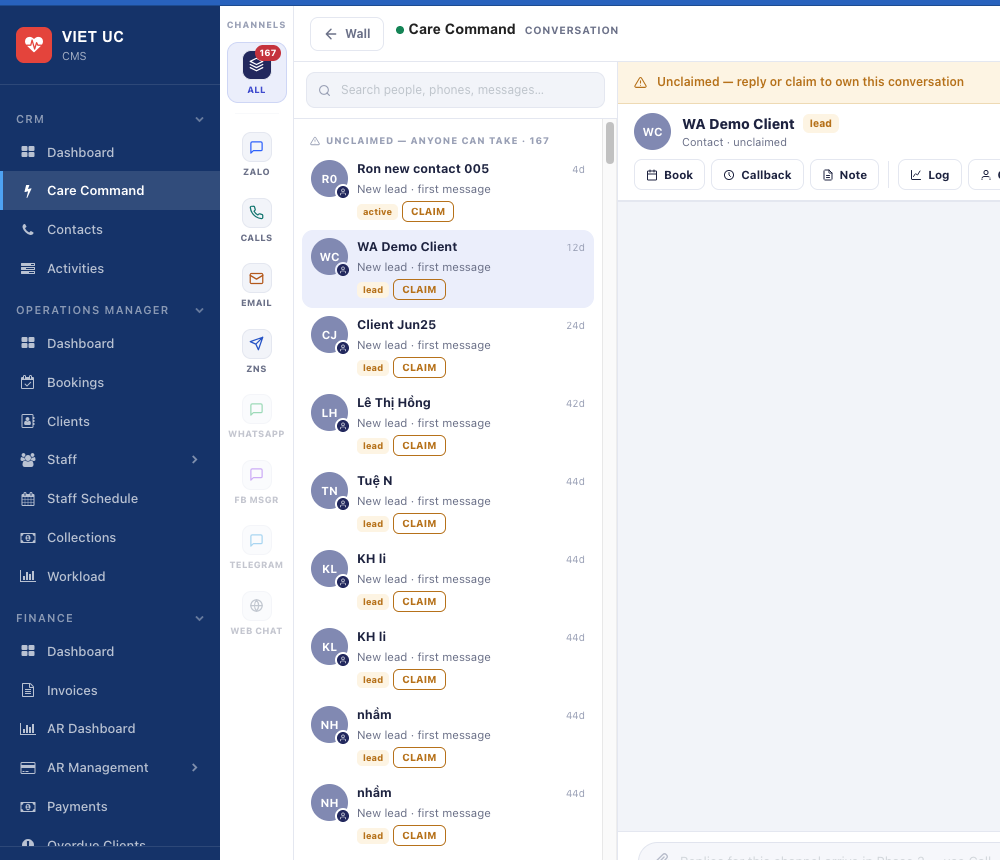 VIET UC
CMS
CRM
Dashboard
Care Command
Contacts
Activities
OPERATIONS MANAGER
Dashboard
Bookings
Clients
Staff
Staff Schedule
Collections
Workload
FINANCE
Dashboard
Invoices
AR Dashboard
AR Management
Payments
Overdue Clients
CHANNELS
167
ALL
ZALO
CALLS
EMAIL
ZNS
WHATSAPP
FB MSGR
TELEGRAM
WEB CHAT
Wall
Care Command CONVERSATION
Search people, phones, messages...
UNCLAIMED — ANYONE CAN TAKE · 167
R0
Ron new contact 005 4d
New lead · first message
active CLAIM
WC
WA Demo Client 12d
New lead · first message
lead CLAIM
CJ
Client Jun25 24d
New lead · first message
lead CLAIM
LH
Lê Thị Hồng 42d
New lead · first message
lead CLAIM
TN
Tuệ N 44d
New lead · first message
lead CLAIM
KL
KH li 44d
New lead · first message
lead CLAIM
KL
KH li 44d
New lead · first message
lead CLAIM
NH
nhầm 44d
New lead · first message
lead CLAIM
NH
nhầm 44d
New lead · first message
lead CLAIM
Unclaimed — reply or claim to own this conversation
WC
WA Demo Client lead
Contact · unclaimed
Book Callback Note Log